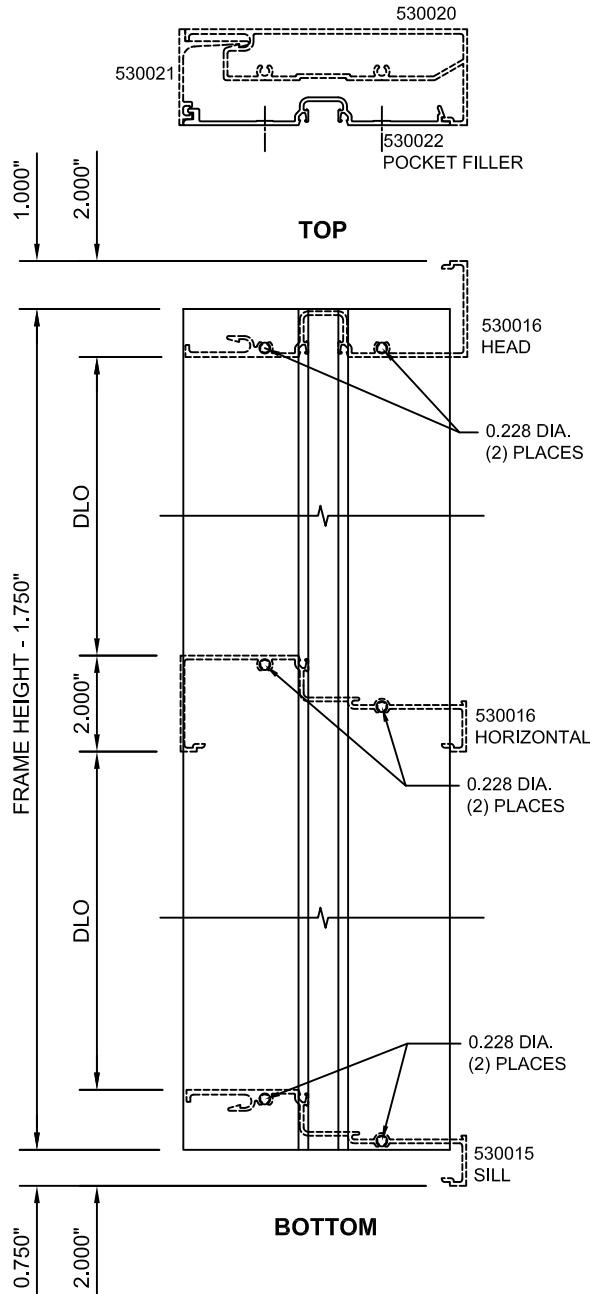 530020
530021
530022
POCKET FILLER
1.000"
2.000"
TOP
530016
HEAD
0.228 DIA.
(2) PLACES
DLO
FRAME HEIGHT - 1.750"
2.000"
530016
HORIZONTAL
0.228 DIA.
(2) PLACES
DLO
0.228 DIA.
(2) PLACES
530015
SILL
BOTTOM
0.750"
2.000"